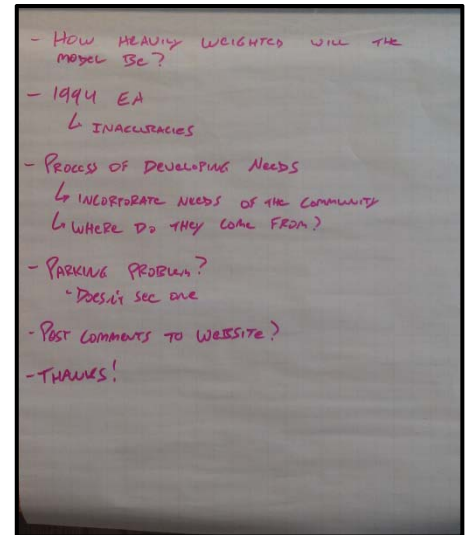 - HOW HEAVILY WEIGHTED WILL THE
MODEL BE?
- 1994 EA
↳ INACCURACIES
- PROCESS OF DEVELOPING NEEDS
↳ INCORPORATE NEEDS OF THE COMMUNITY
↳ WHERE DO THEY COME FROM?
- PARKING PROBLEM?
- DOESN'T SEE ONE
- POST COMMENTS TO WEBSITE?
- THANKS!